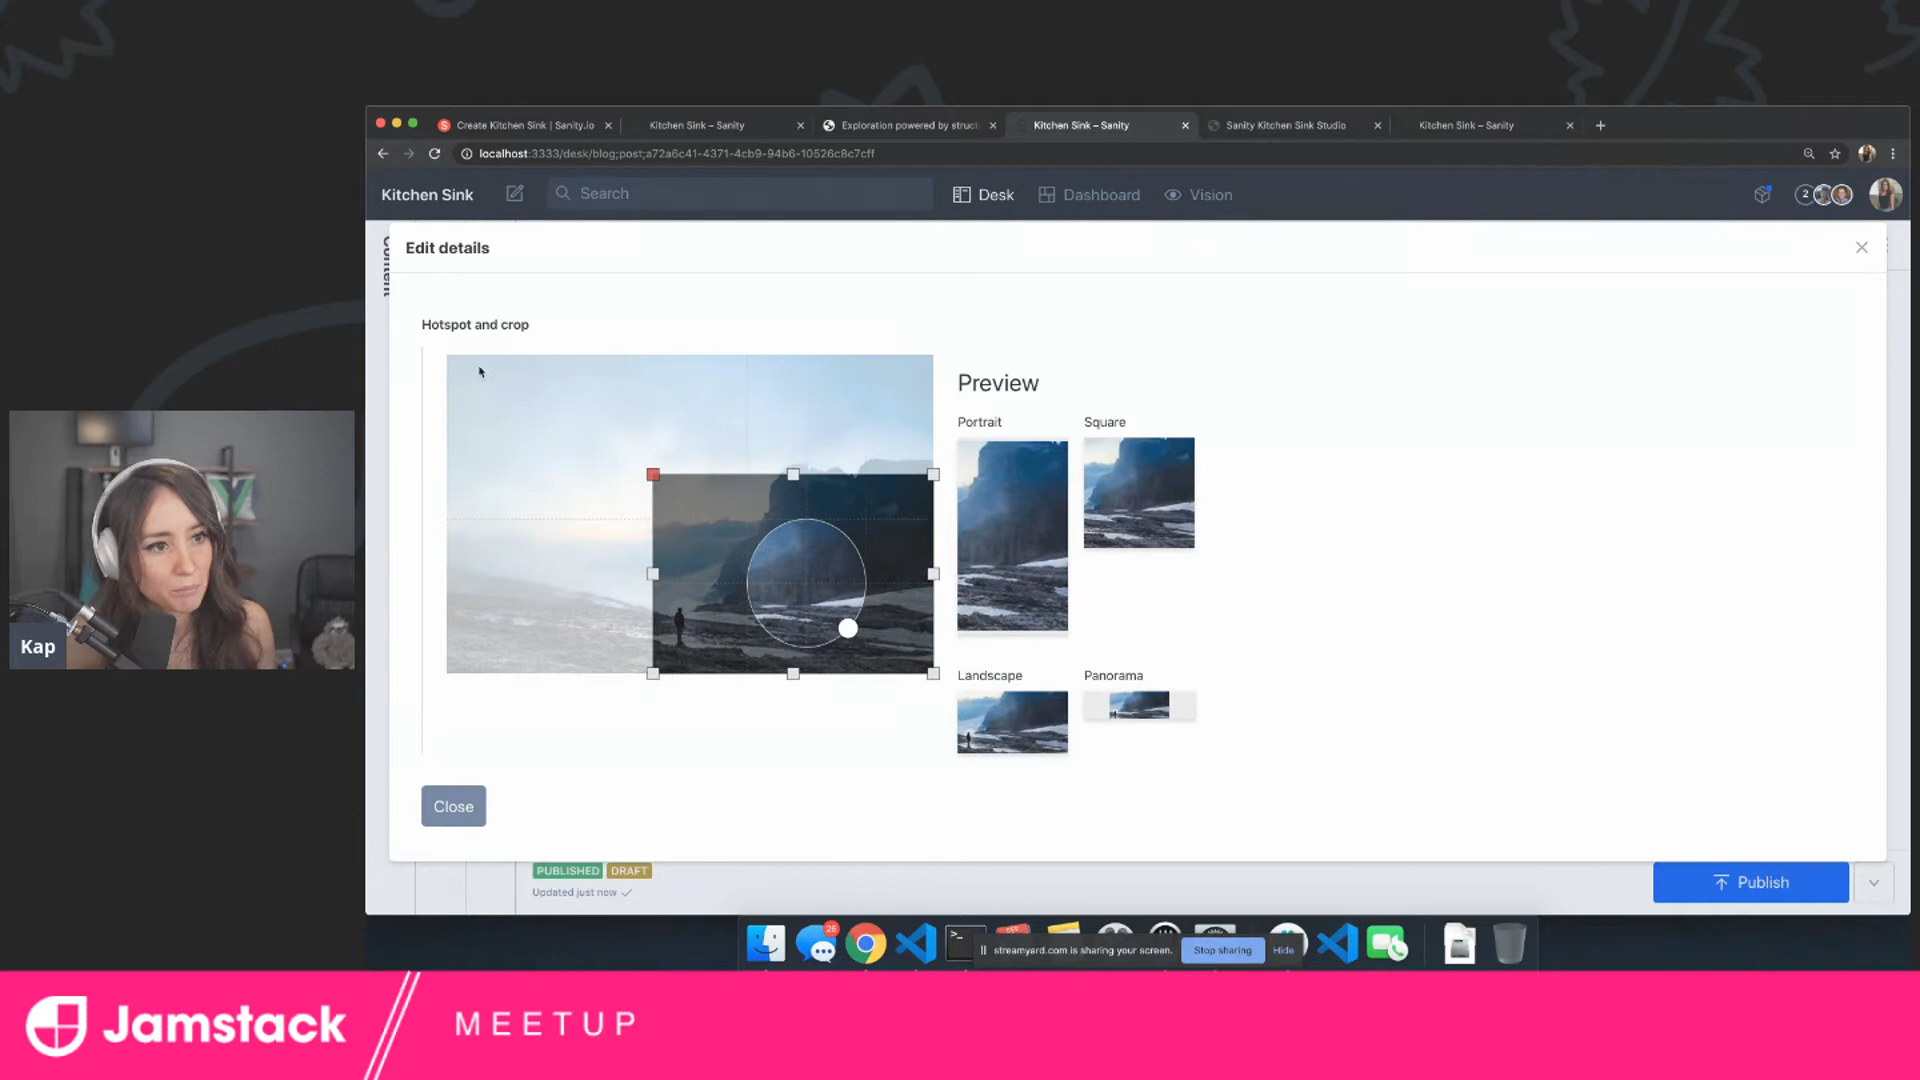 Create Kitchen Sink | Sanity.io
Kitchen Sink – Sanity
Exploration powered by struct
Kitchen Sink – Sanity
Sanity Kitchen Sink Studio
Kitchen Sink – Sanity
localhost:3333/desk/blog;post;a72a6c41-4371-4cb9-94b6-10526c8c7cff
Kitchen Sink
Search
Desk
Dashboard
Vision
2
Content
Edit details
Hotspot and crop
Preview
Portrait
Square
Landscape
Panorama
Close
PUBLISHED
DRAFT
Updated just now
Publish
Kap
26
streamyard.com is sharing your screen.
Stop sharing
Hide
Jamstack
MEETUP